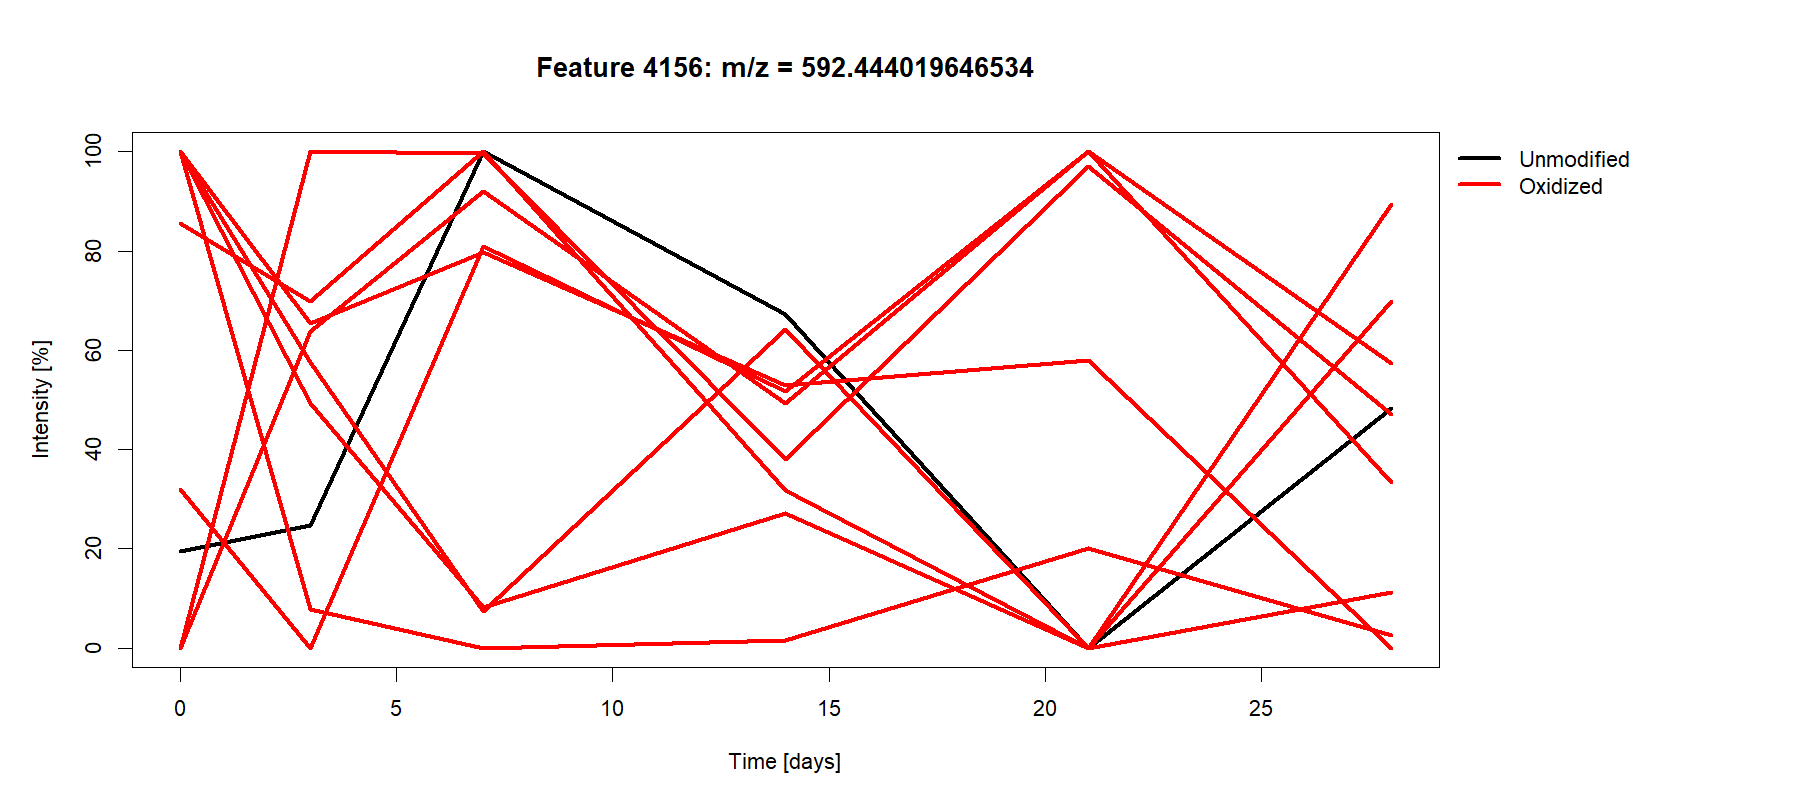 Feature 4156: m/z = 592.444019646534
Unmodified
Oxidized
Intensity [%]
100
80
60
40
20
0
0 5 10 15 20 25
Time [days]